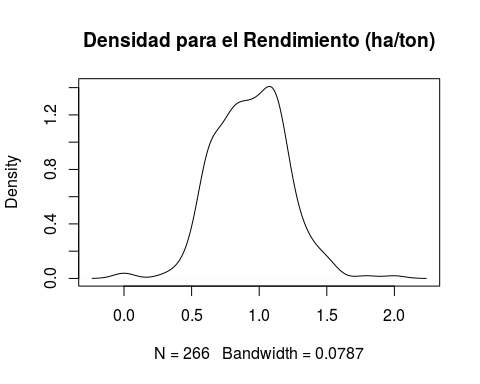 Densidad para el Rendimiento (ha/ton)
Density
0.0 0.4 0.8 1.2
0.0 0.5 1.0 1.5 2.0
N = 266 Bandwidth = 0.0787